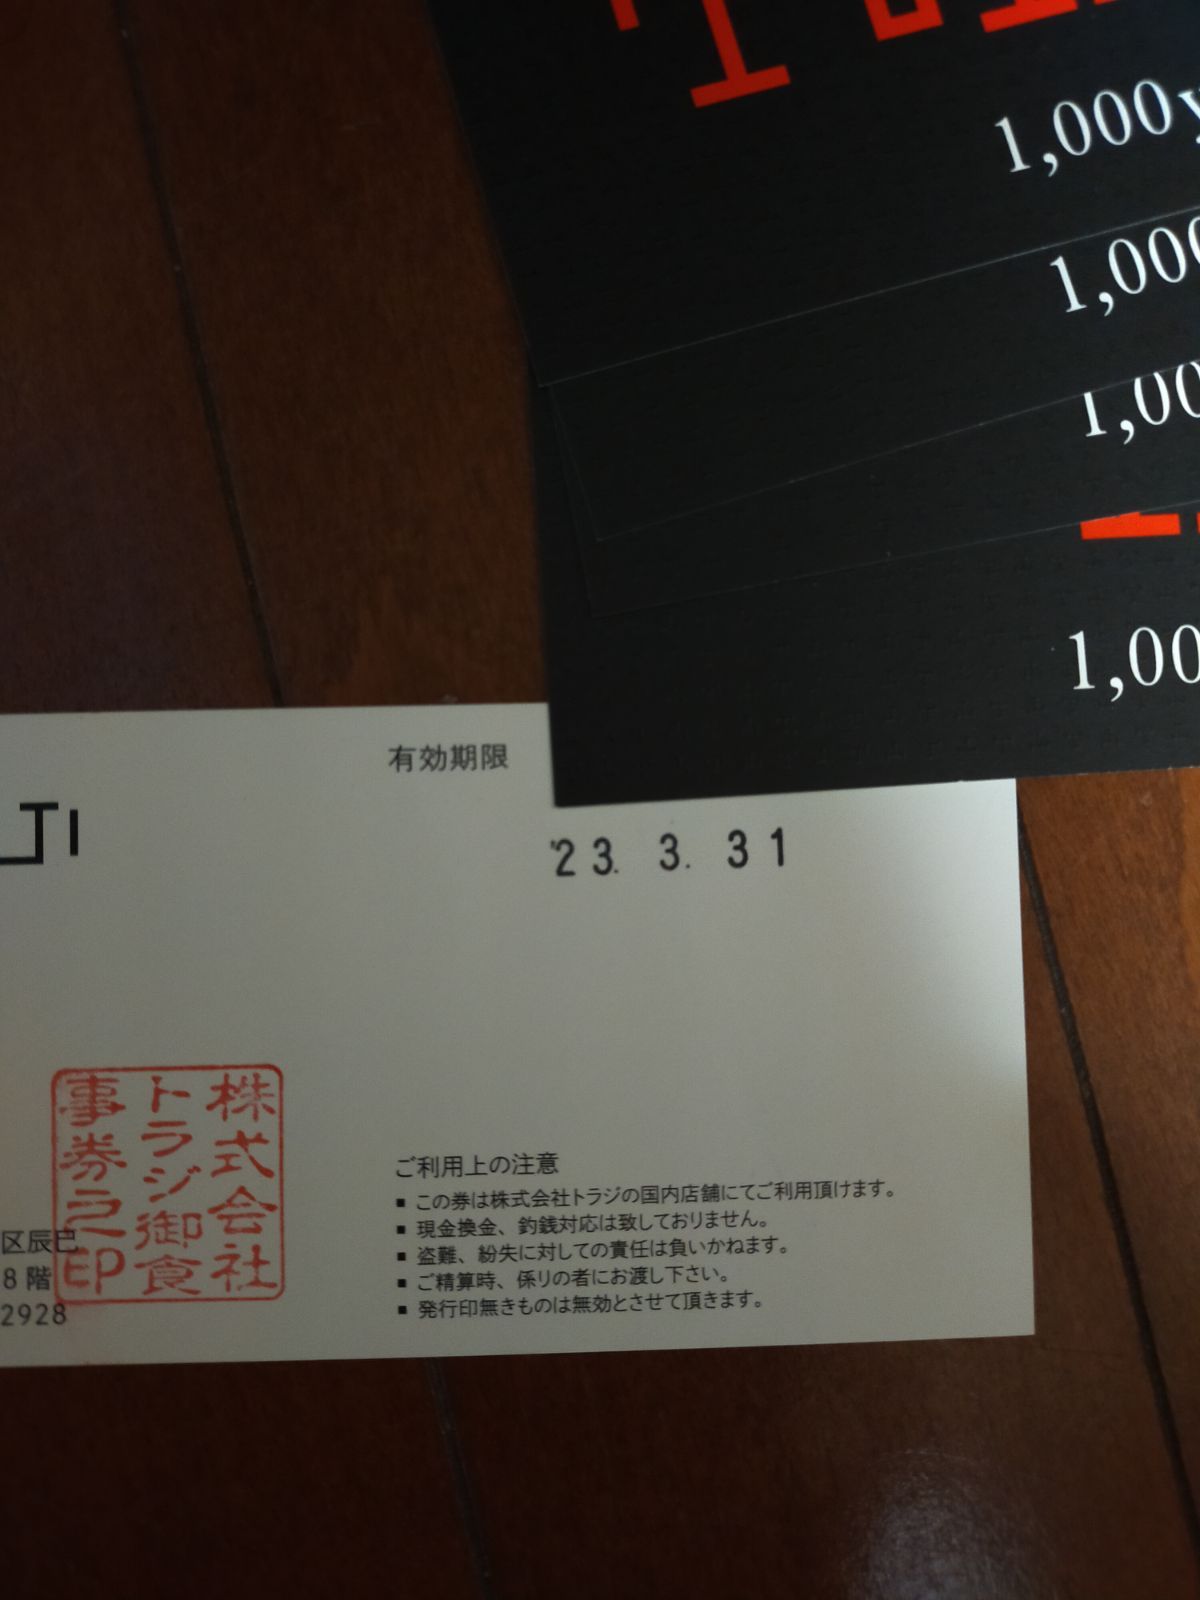 1,000y
1,000
1,00
1,00
有効期限
JI
'23. 3. 31
株式会社
トラジ御食
事券之印
区辰巳
8階
2928
ご利用上の注意
■ この券は株式会社トラジの国内店舗にてご利用頂けます。
■ 現金換金、釣銭対応は致しておりません。
■ 盗難、紛失に対しての責任は負いかねます。
■ ご精算時、係りの者にお渡し下さい。
■ 発行印無きものは無効とさせて頂きます。